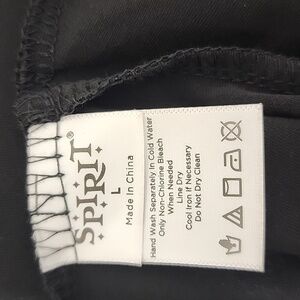 SPIRIT®
L
Made In China
Hand Wash Separately In Cold Water
Only Non-Chlorine Bleach
When Needed
Line Dry
Cool Iron If Necessary
Do Not Dry Clean